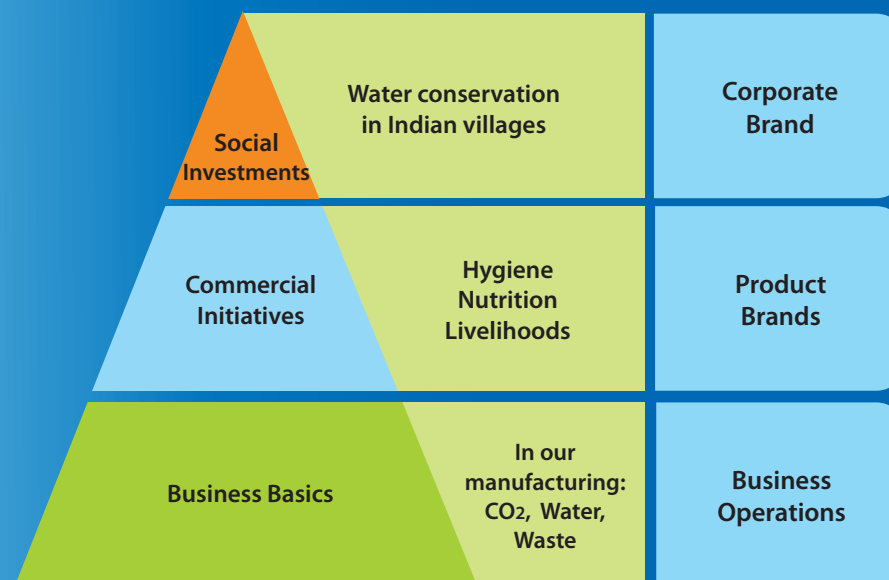 Social
Investments
Water conservation
in Indian villages
Corporate
Brand
Commercial
Initiatives
Hygiene
Nutrition
Livelihoods
Product
Brands
Business Basics
In our
manufacturing:
CO2, Water,
Waste
Business
Operations